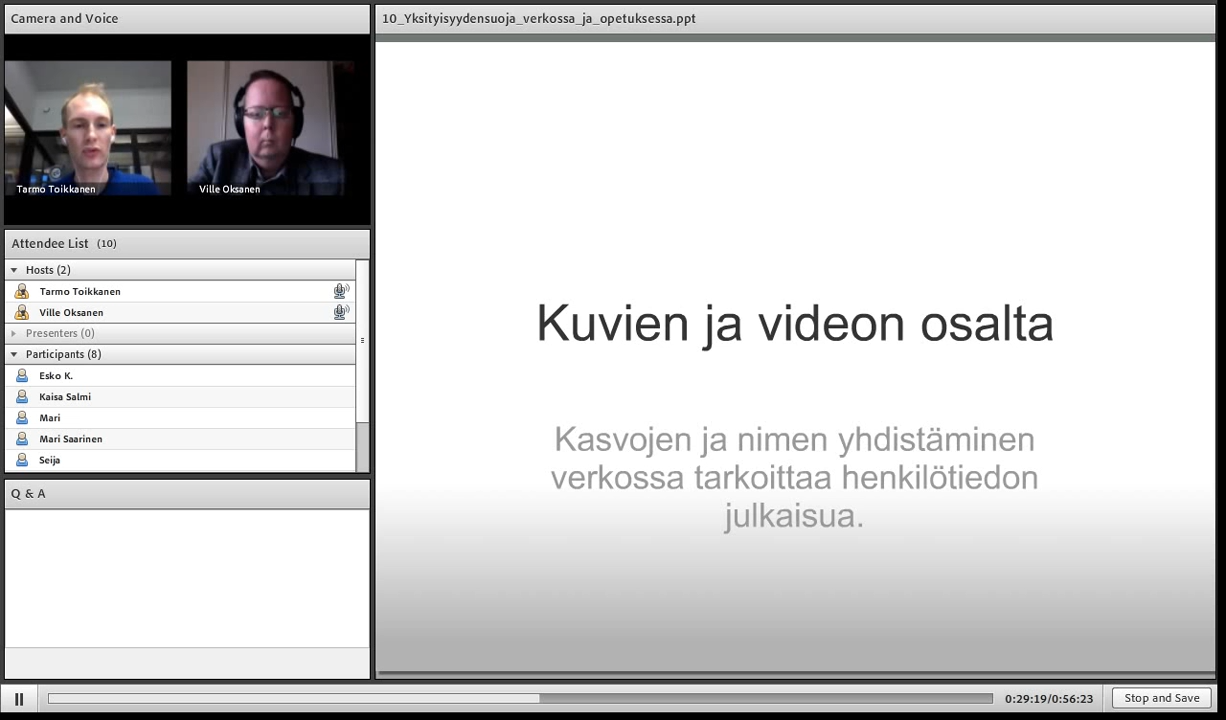 Camera and Voice
Tarmo Toikkanen
Ville Oksanen
Attendee List (10)
Hosts (2)
Tarmo Toikkanen
Ville Oksanen
Presenters (0)
Participants (8)
Esko K.
Kaisa Salmi
Mari
Mari Saarinen
Seija
Q & A
10_Yksityisyydensuoja_verkossa_ja_opetuksessa.ppt
Kuvien ja videon osalta
Kasvojen ja nimen yhdistäminen
verkossa tarkoittaa henkilötiedon
julkaisua.
0:29:19/0:56:23
Stop and Save